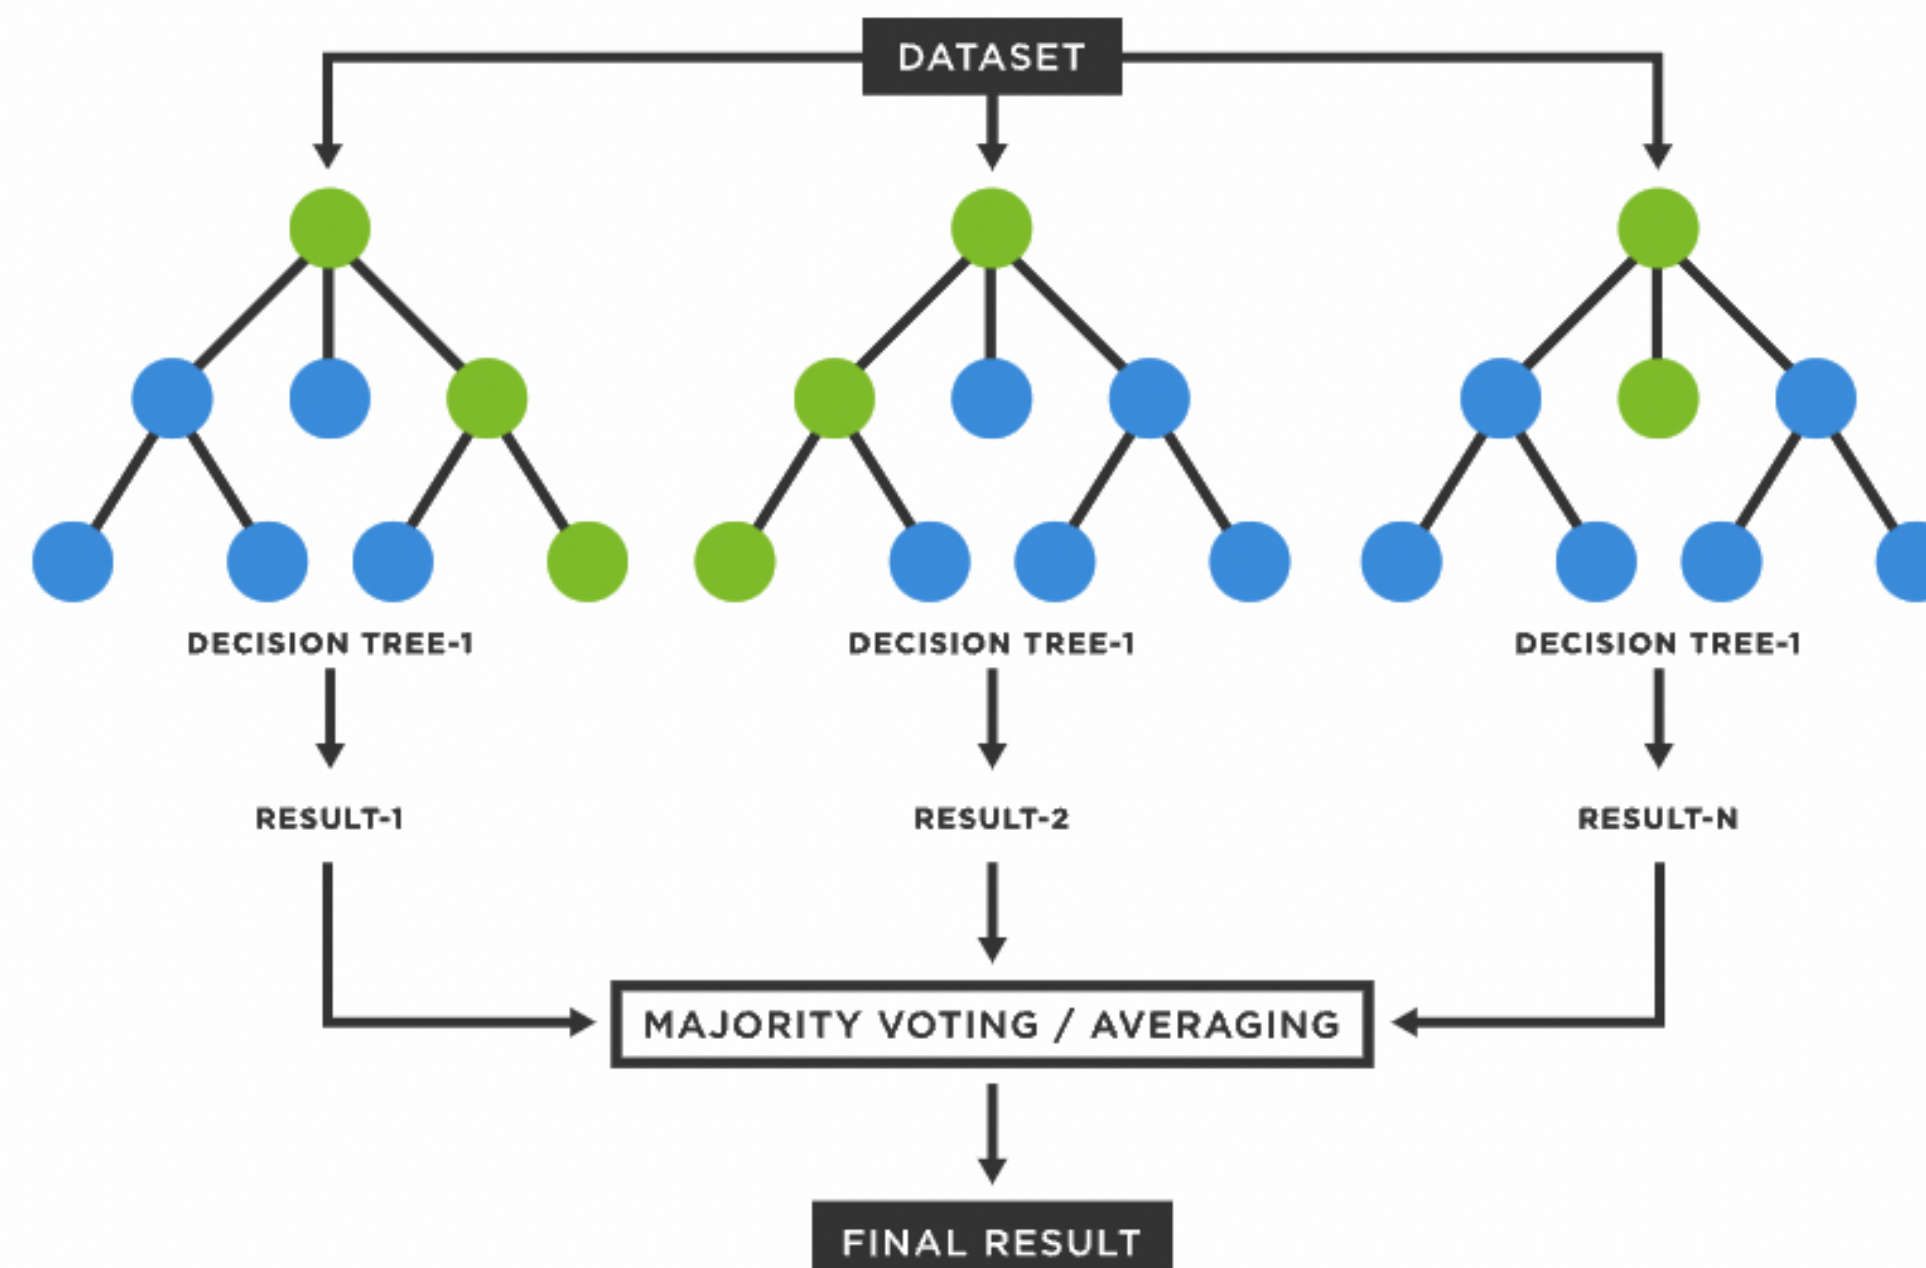 DATASET
DECISION TREE-1
DECISION TREE-1
DECISION TREE-1
RESULT-1
RESULT-2
RESULT-N
MAJORITY VOTING / AVERAGING
FINAL RESULT